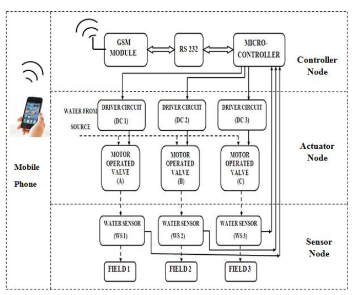 GSM
MODULE
RS 232
MICRO-
CONTROLLER
Controller
Node
WATER FROM
SOURCE
DRIVER CIRCUIT
(DC 1)
DRIVER CIRCUIT
(DC 2)
DRIVER CIRCUIT
(DC 3)
Actuator
Node
MOTOR
OPERATED
VALVE
(A)
MOTOR
OPERATED
VALVE
(B)
MOTOR
OPERATED
VALVE
(C)
Mobile
Phone
WATER SENSOR
(WS 1)
WATER SENSOR
(WS 2)
WATER SENSOR
(WS 3)
Sensor
Node
FIELD 1
FIELD 2
FIELD 3